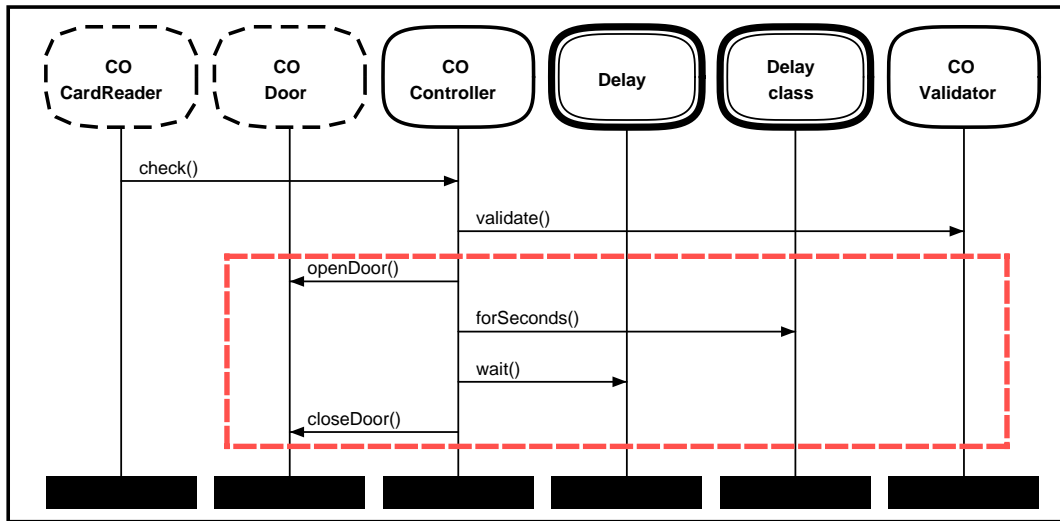 CO
CardReader
CO
Door
CO
Controller
Delay
Delay
class
CO
Validator
check()
validate()
openDoor()
forSeconds()
wait()
closeDoor()